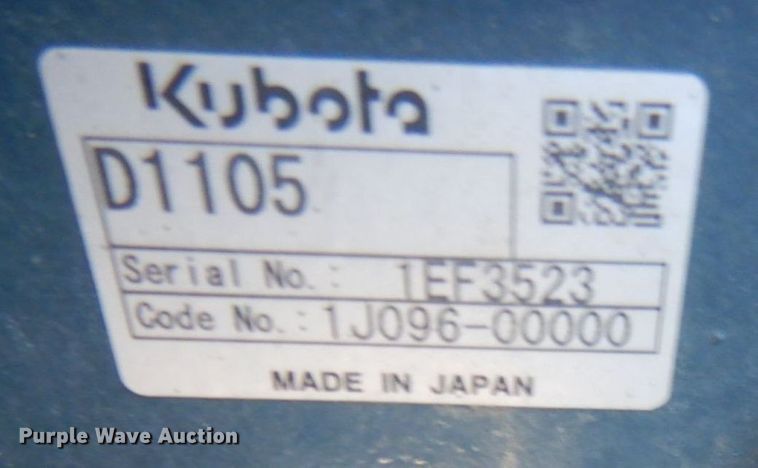 Kubota
D1105
Serial No.: 1EF3523
Code No.: 1J096-00000
MADE IN JAPAN
Purple Wave Auction